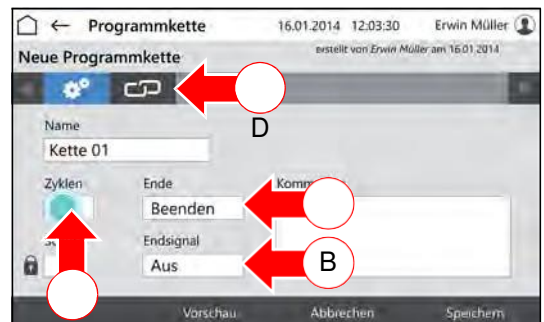 ← Programmkette 16.01.2014 12:03:30 Erwin Müller
Neue Programmkette erstellt von Erwin Müller am 16.01.2014
D
Name
Kette 01
Zyklen Ende
Beenden
Endsignal
Aus B
Vorschau Abbrechen Speichern